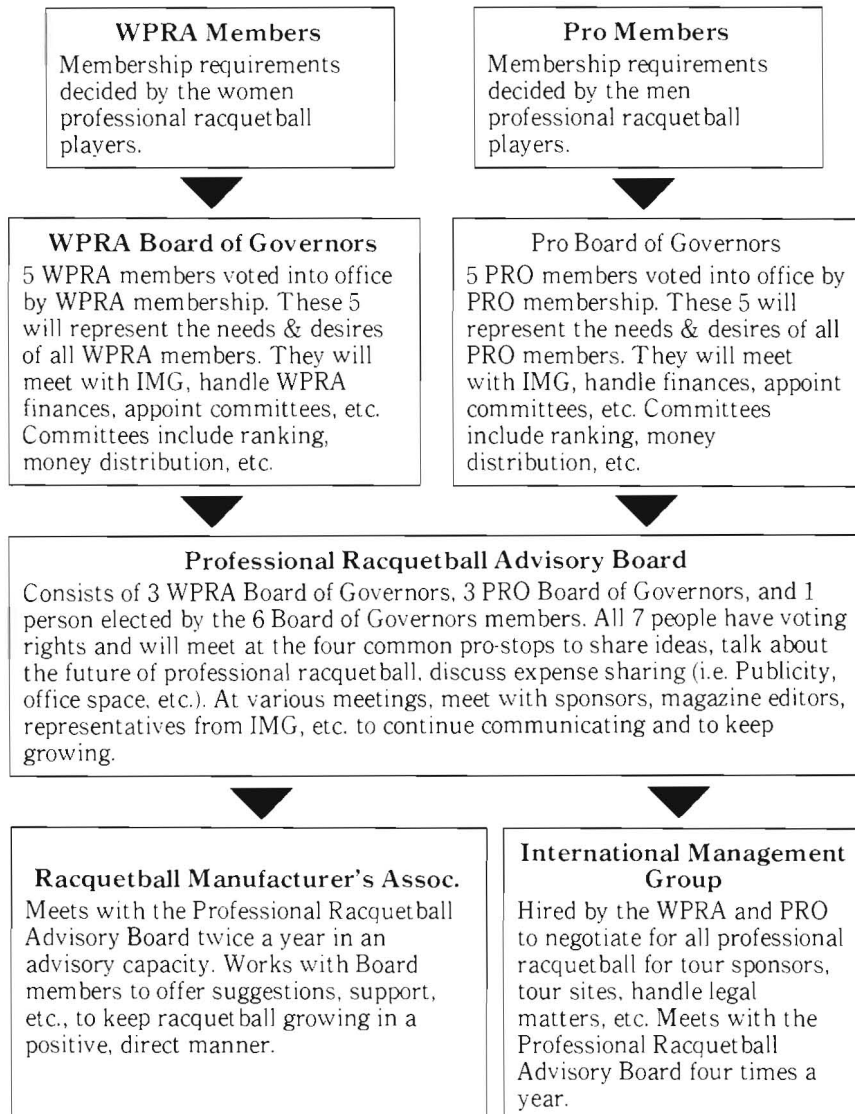 WPRA Members
Membership requirements
decided by the women
professional racquetball
players.
Pro Members
Membership requirements
decided by the men
professional racquetball
players.
WPRA Board of Governors
5 WPRA members voted into office
by WPRA membership. These 5
will represent the needs & desires
of all WPRA members. They will
meet with IMG, handle WPRA
finances, appoint committees, etc.
Committees include ranking,
money distribution, etc.
Pro Board of Governors
5 PRO members voted into office by
PRO membership. These 5 will
represent the needs & desires of all
PRO members. They will meet
with IMG, handle finances, appoint
committees, etc. Committees
include ranking, money
distribution, etc.
Professional Racquetball Advisory Board
Consists of 3 WPRA Board of Governors, 3 PRO Board of Governors, and 1
person elected by the 6 Board of Governors members. All 7 people have voting
rights and will meet at the four common pro-stops to share ideas, talk about
the future of professional racquetball, discuss expense sharing (i.e. Publicity,
office space, etc.). At various meetings, meet with sponsors, magazine editors,
representatives from IMG, etc. to continue communicating and to keep
growing.
Racquetball Manufacturer's Assoc.
Meets with the Professional Racquetball
Advisory Board twice a year in an
advisory capacity. Works with Board
members to offer suggestions, support,
etc., to keep racquetball growing in a
positive, direct manner.
International Management
Group
Hired by the WPRA and PRO
to negotiate for all professional
racquetball for tour sponsors,
tour sites, handle legal
matters, etc. Meets with the
Professional Racquetball
Advisory Board four times a
year.